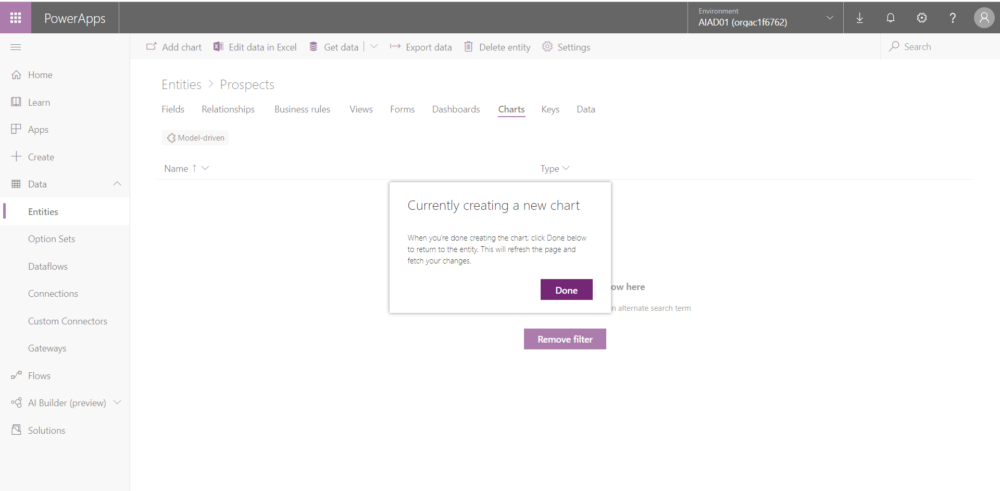 PowerApps
Environment
AIAD01 (orgac1f6762)
Add chart
Edit data in Excel
Get data
Export data
Delete entity
Settings
Search
Home
Learn
Apps
Create
Data
Entities
Option Sets
Dataflows
Connections
Custom Connectors
Gateways
Flows
AI Builder (preview)
Solutions
Entities > Prospects
Fields
Relationships
Business rules
Views
Forms
Dashboards
Charts
Keys
Data
Model-driven
Name
Type
Currently creating a new chart
When you're done creating the chart, click Done below
to return to the entity. This will refresh the page and
fetch your changes.
Done
ow here
n alternate search term
Remove filter